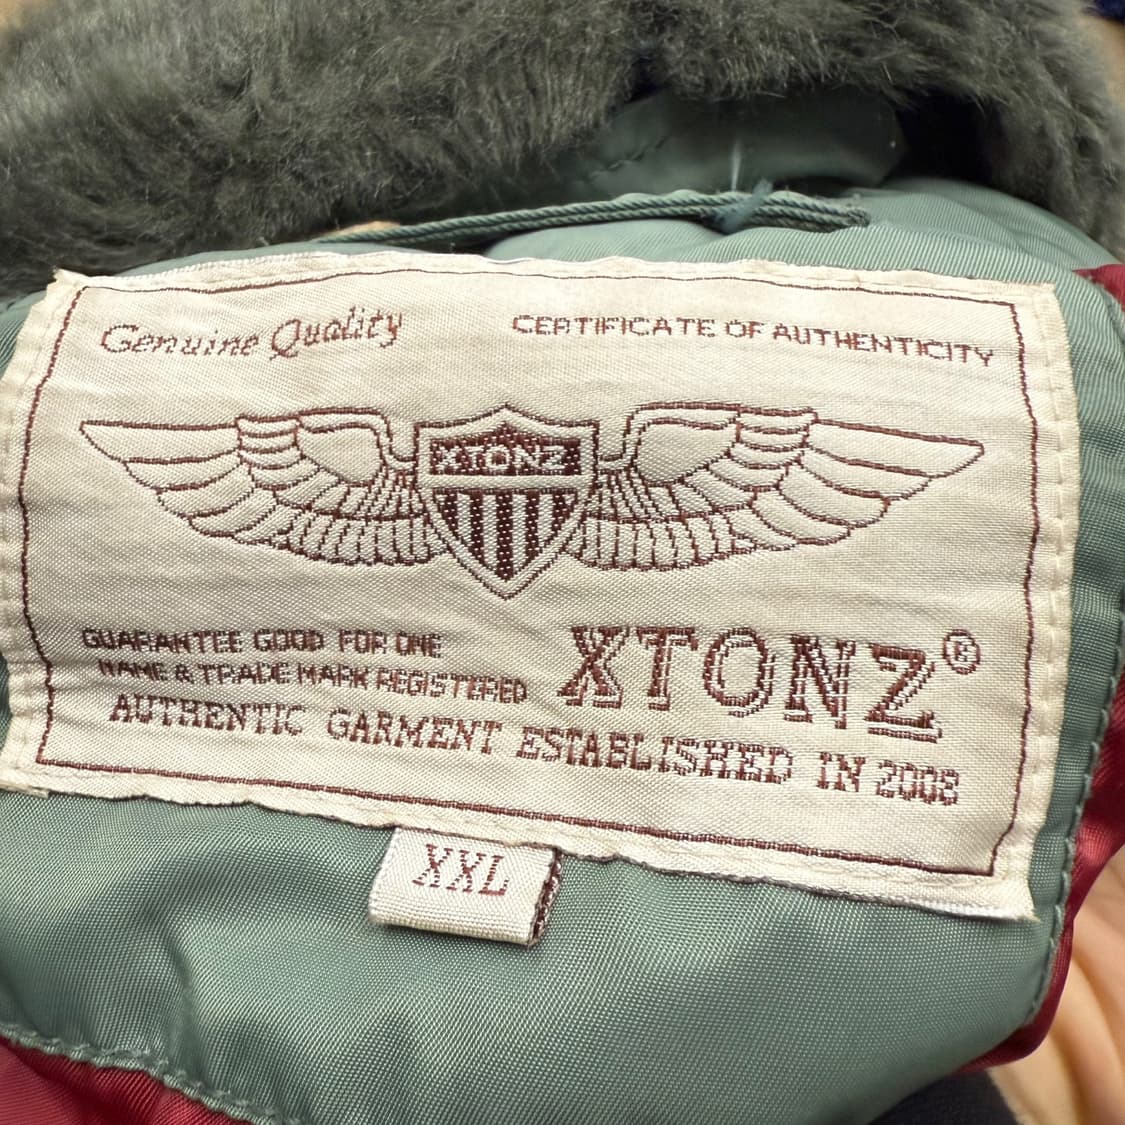 Genuine Quality
CERTIFICATE OF AUTHENTICITY
XTONZ
GUARANTEE GOOD FOR ONE
NAME & TRADE MARK REGISTERED
XTONZ®
AUTHENTIC GARMENT ESTABLISHED IN 2008
XXL